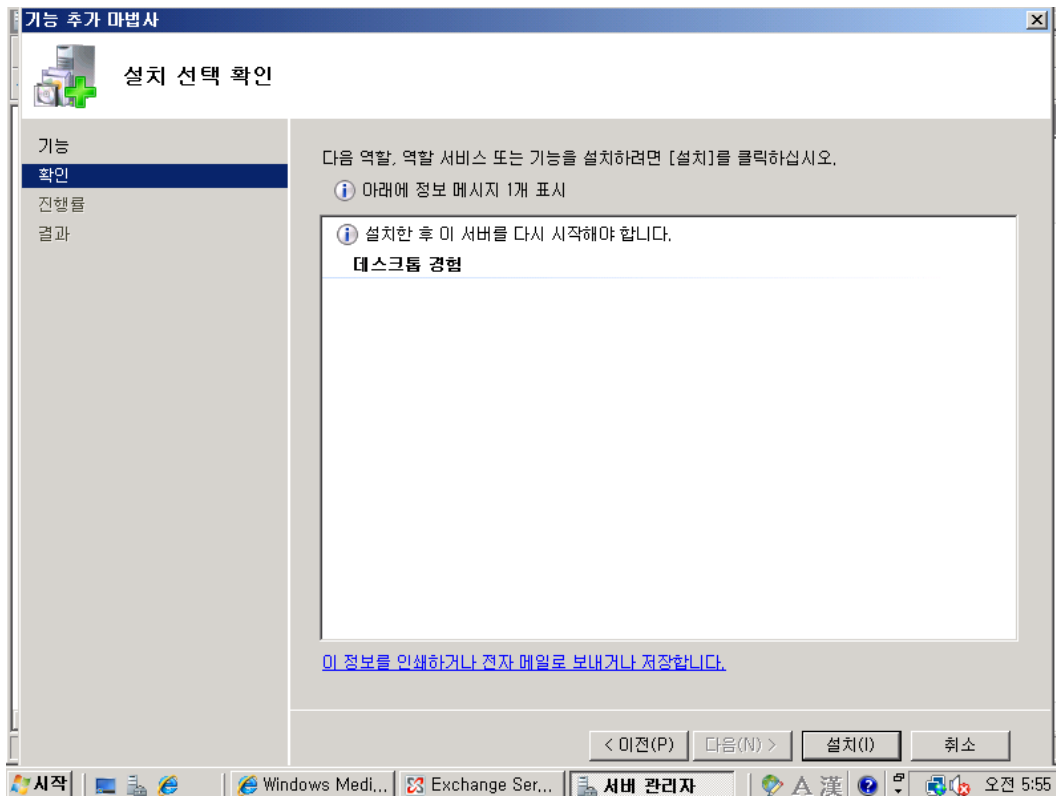 기능 추가 마법사
설치 선택 확인
기능
확인
진행률
결과
다음 역할, 역할 서비스 또는 기능을 설치하려면 [설치]를 클릭하십시오.
아래에 정보 메시지 1개 표시
설치한 후 이 서버를 다시 시작해야 합니다.
데스크톱 경험
이 정보를 인쇄하거나 전자 메일로 보내거나 저장합니다.
< 이전(P) 다음(N) > 설치(I) 취소
시작 Windows Medi... Exchange Ser... 서버 관리자 A 漢 오전 5:55